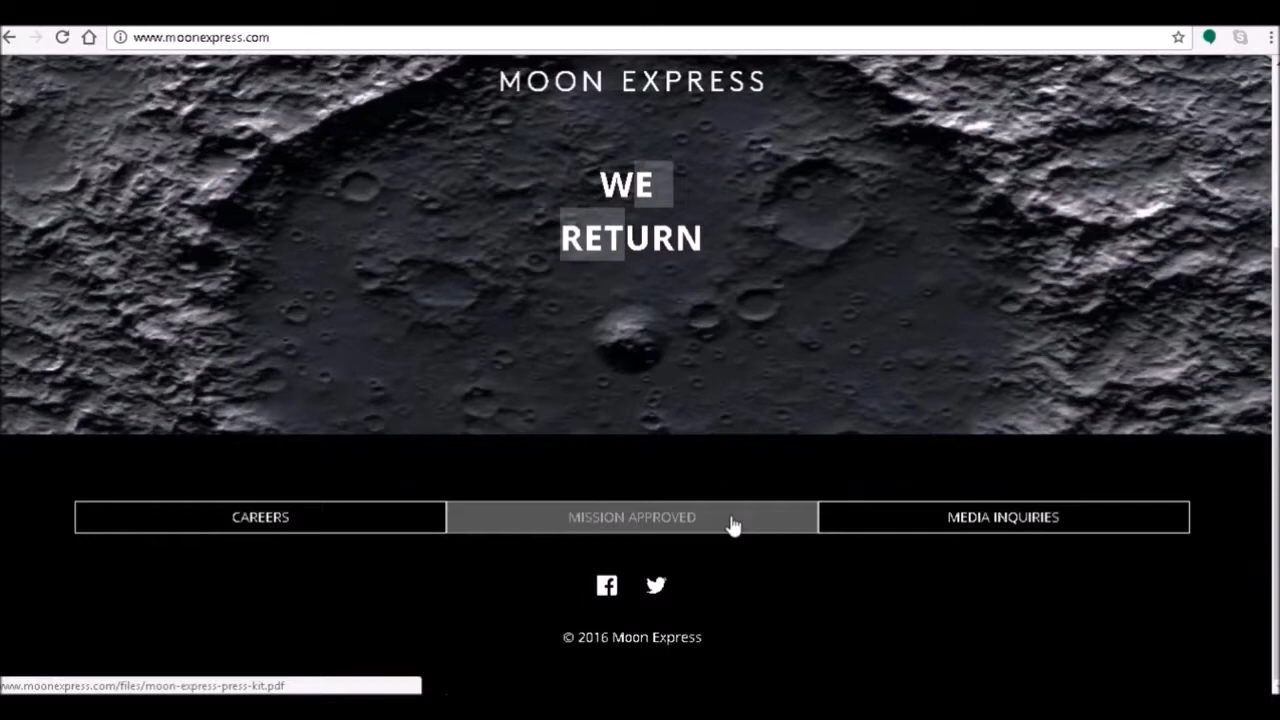 www.moonexpress.com
MOON EXPRESS
WE
RETURN
CAREERS
MISSION APPROVED
MEDIA INQUIRIES
© 2016 Moon Express
www.moonexpress.com/files/moon-express-press-kit.pdf